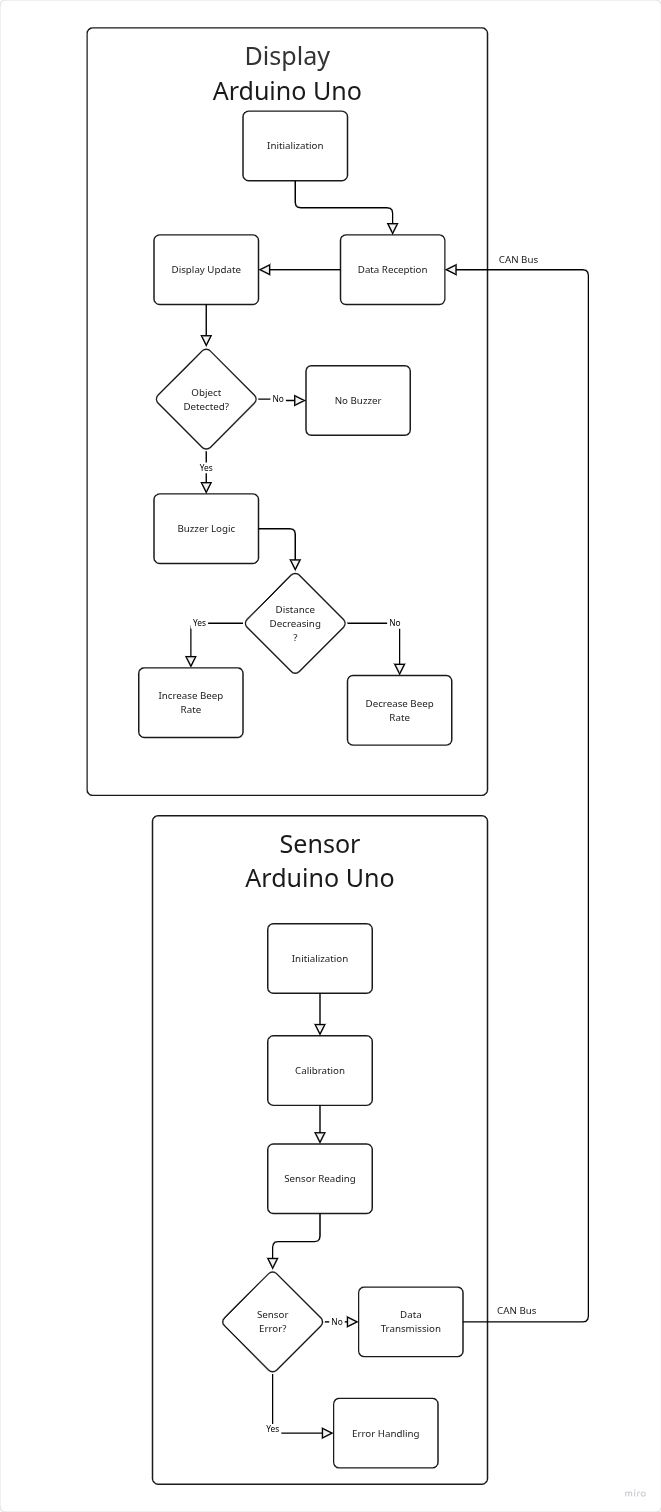 Display
Arduino Uno
Initialization
Display Update
Data Reception
CAN Bus
Object
Detected?
No
No Buzzer
Yes
Buzzer Logic
Distance
Decreasing
?
Yes
No
Increase Beep
Rate
Decrease Beep
Rate
Sensor
Arduino Uno
Initialization
Calibration
Sensor Reading
Sensor
Error?
No
Data
Transmission
CAN Bus
Yes
Error Handling
miro